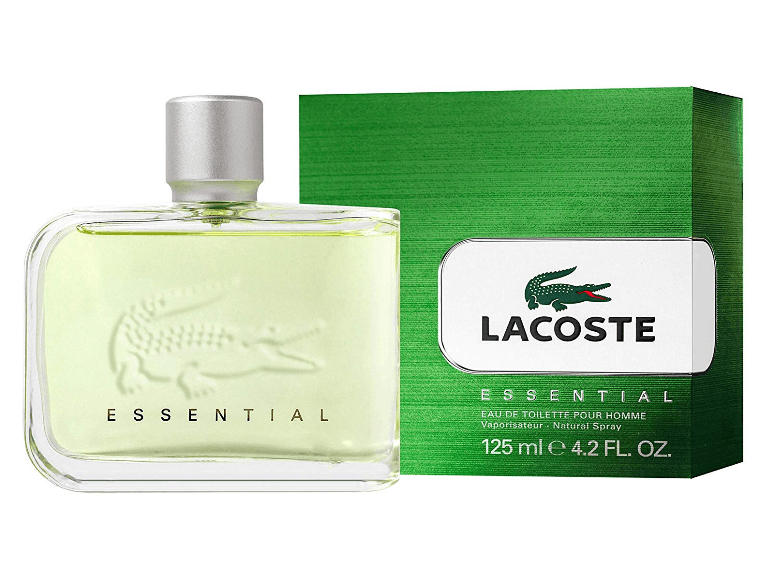 ESSENTIAL
LACOSTE
ESSENTIAL
EAU DE TOILETTE POUR HOMME
Vaporisateur - Natural Spray
125 ml ℮ 4.2 FL. OZ.